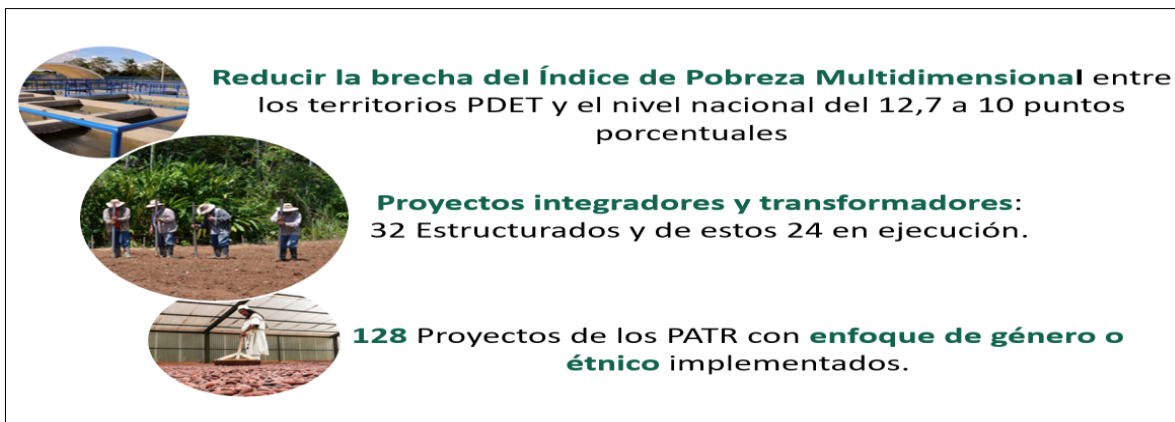 Reducir la brecha del Índice de Pobreza Multidimensional entre
los territorios PDET y el nivel nacional del 12,7 a 10 puntos
porcentuales
Proyectos integradores y transformadores:
32 Estructurados y de estos 24 en ejecución.
128 Proyectos de los PATR con enfoque de género o
étnico implementados.